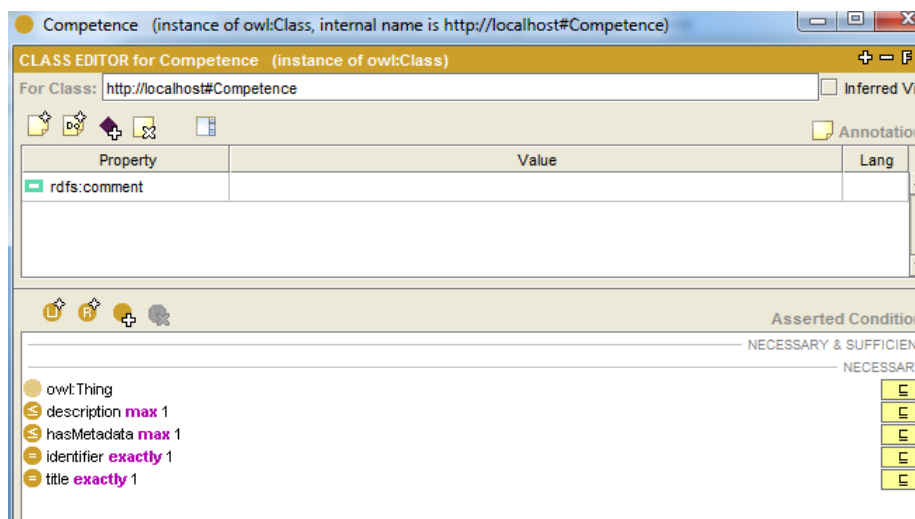 Competence (instance of owl:Class, internal name is http://localhost#Competence)
CLASS EDITOR for Competence (instance of owl:Class)
For Class: http://localhost#Competence Inferred Vi
Annotation
Property Value Lang
rdfs:comment
Asserted Condition
NECESSARY & SUFFICIEN
NECESSAR
owl:Thing
description max 1
hasMetadata max 1
identifier exactly 1
title exactly 1